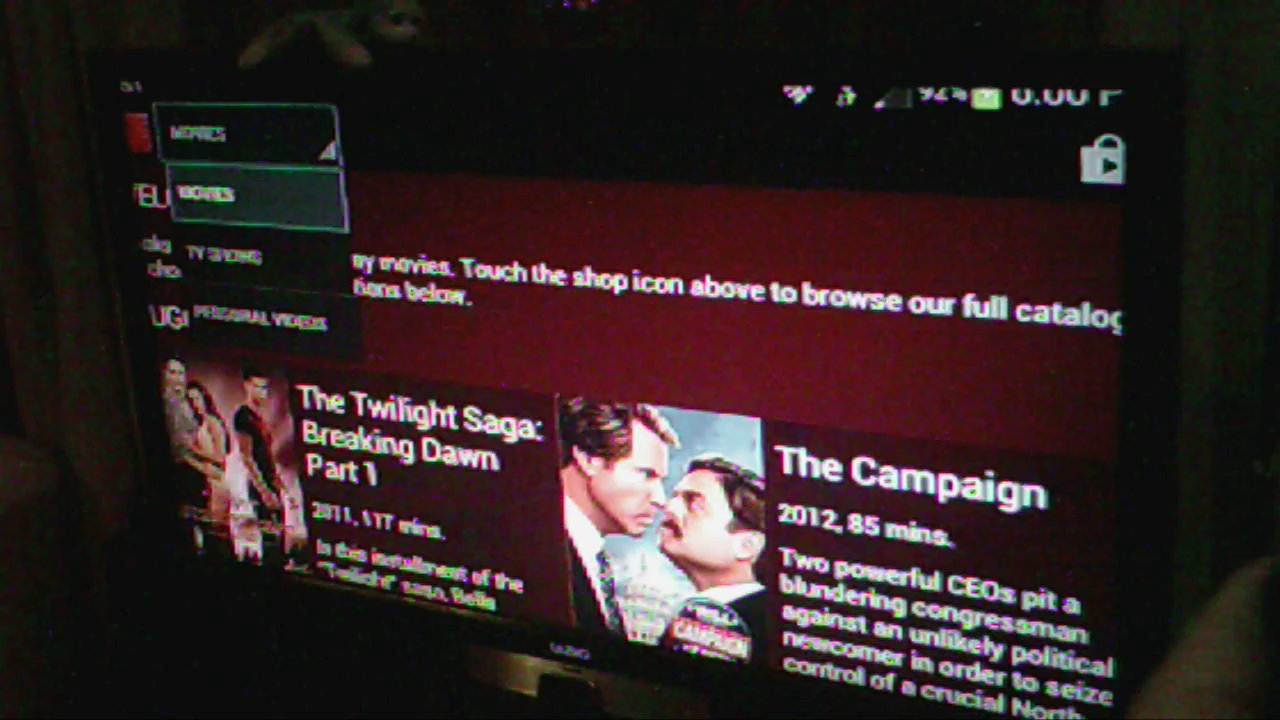 92%
MOVIES
MOVIES
TV SHOWS
PERSONAL VIDEOS
my movies. Touch the shop icon above to browse our full catalog
below.
The Twilight Saga:
Breaking Dawn
Part 1
2011, 117 mins.
In this installment of the
"Twilight" saga, Bella
The Campaign
2012, 85 mins.
Two powerful CEOs pit a
blundering congressman
against an unlikely political
newcomer in order to seize
control of a crucial North
CAMPAIGN